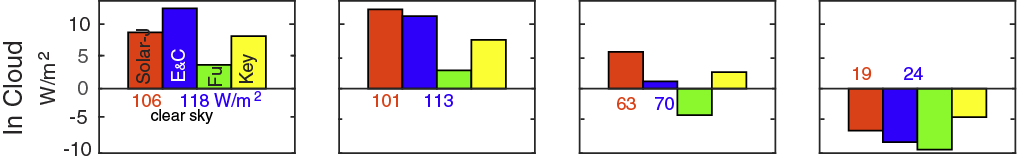 In Cloud
W/m²
10
5
0
-5
-10
Solar-J
E&C
Fu
Key
106 118 W/m²
clear sky
101 113
63 70
19 24